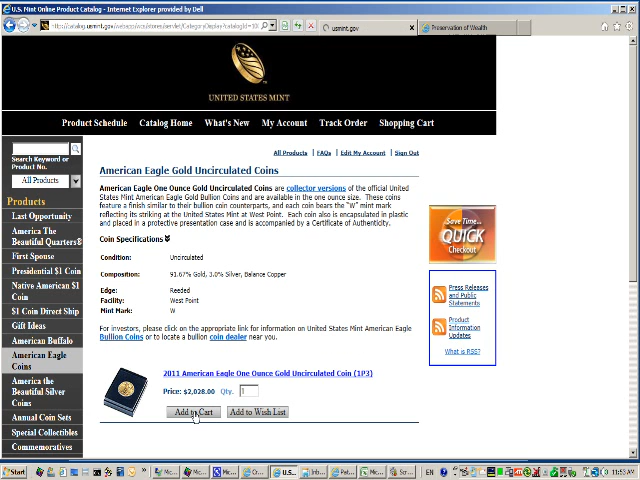 U.S. Mint Online Product Catalog - Internet Explorer provided by Dell
usmint.gov
Preservation of Wealth
UNITED STATES MINT
Product Schedule Catalog Home What's New My Account Track Order Shopping Cart
Search Keyword or
Product No.
All Products
Products
Last Opportunity
America The
Beautiful Quarters®
First Spouse
Presidential $1 Coin
Native American $1
Coin
$1 Coin Direct Ship
Gift Ideas
American Buffalo
American Eagle
Coins
America the
Beautiful Silver
Coins
Annual Coin Sets
Special Collectibles
Commemoratives
All Products | FAQs | Edit My Account | Sign Out
American Eagle Gold Uncirculated Coins
American Eagle One Ounce Gold Uncirculated Coins are collector versions of the official United
States Mint American Eagle Gold Bullion Coins and are available in the one ounce size. These coins
feature a finish similar to their bullion coin counterparts, and each coin bears the "W" mint mark
reflecting its striking at the United States Mint at West Point. Each coin is also encapsulated in plastic
and placed in a protective presentation case and is accompanied by a Certificate of Authenticity.
Coin Specifications
Condition: Uncirculated
Composition: 91.67% Gold, 3.0% Silver, Balance Copper
Edge: Reeded
Facility: West Point
Mint Mark: W
For investors, please click on the appropriate link for information on United States Mint American Eagle
Bullion Coins or to locate a bullion coin dealer near you.
2011 American Eagle One Ounce Gold Uncirculated Coin (1P3)
Price: $2,028.00 Qty. 1
Add to Cart Add to Wish List
Save Time...
QUICK
Checkout
Press Releases
and Public
Statements
Product
Information
Updates
What is RSS?
Start
EN
11:53 AM